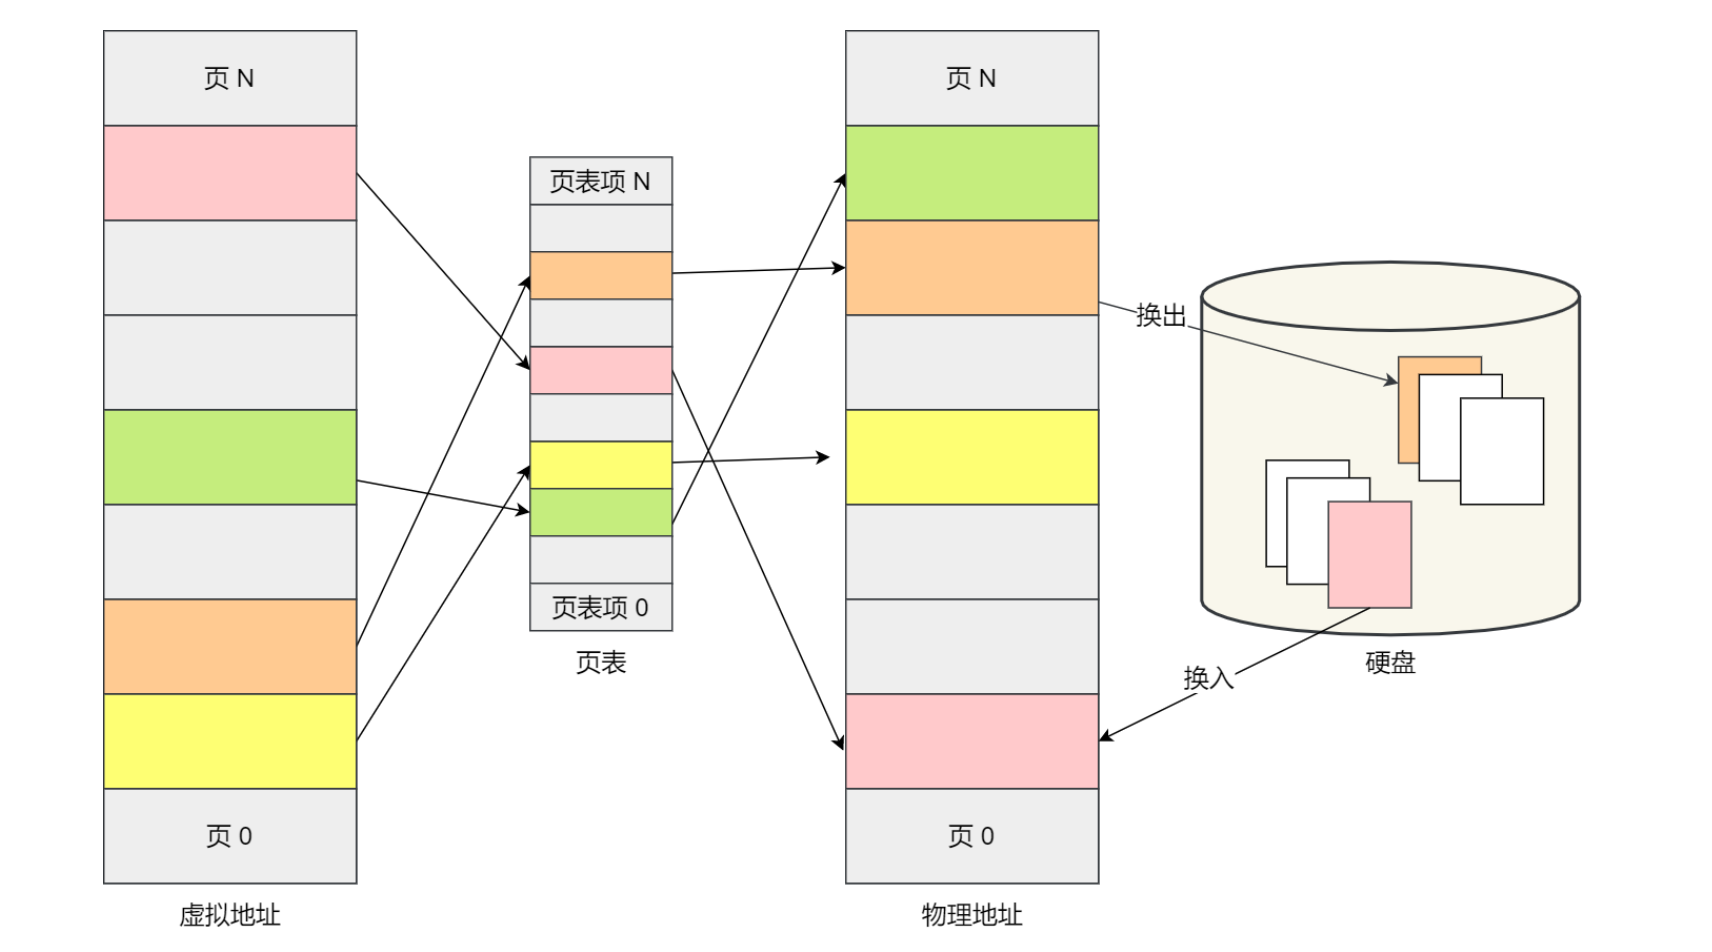 页 N
页 N
页表项 N
换出
页表项 0
页表
硬盘
换入
页 0
页 0
虚拟地址
物理地址